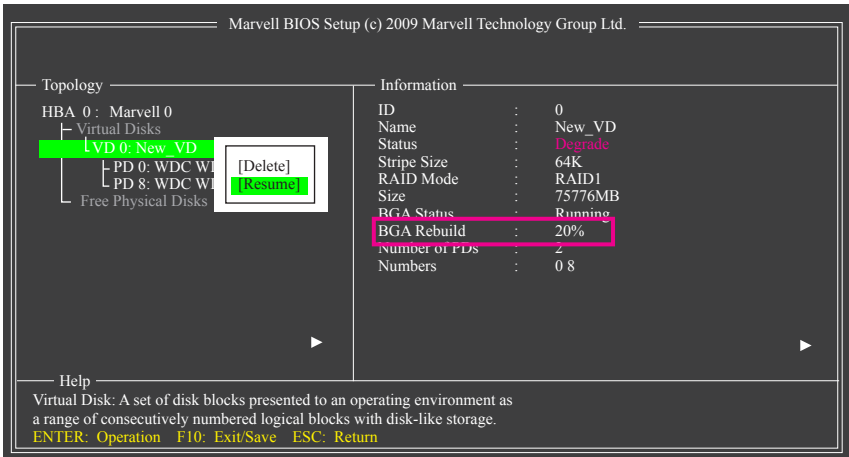 Marvell BIOS Setup (c) 2009 Marvell Technology Group Ltd.
Topology
HBA 0 : Marvell 0
Virtual Disks
VD 0: New_VD
PD 0: WDC WD
PD 8: WDC WD
Free Physical Disks
[Delete]
[Resume]
Information
ID : 0
Name : New_VD
Status : Degrade
Stripe Size : 64K
RAID Mode : RAID1
Size : 75776MB
BGA Status : Running
BGA Rebuild : 20%
Number of PDs : 2
Numbers : 0 8
Help
Virtual Disk: A set of disk blocks presented to an operating environment as
a range of consecutively numbered logical blocks with disk-like storage.
ENTER: Operation F10: Exit/Save ESC: Return